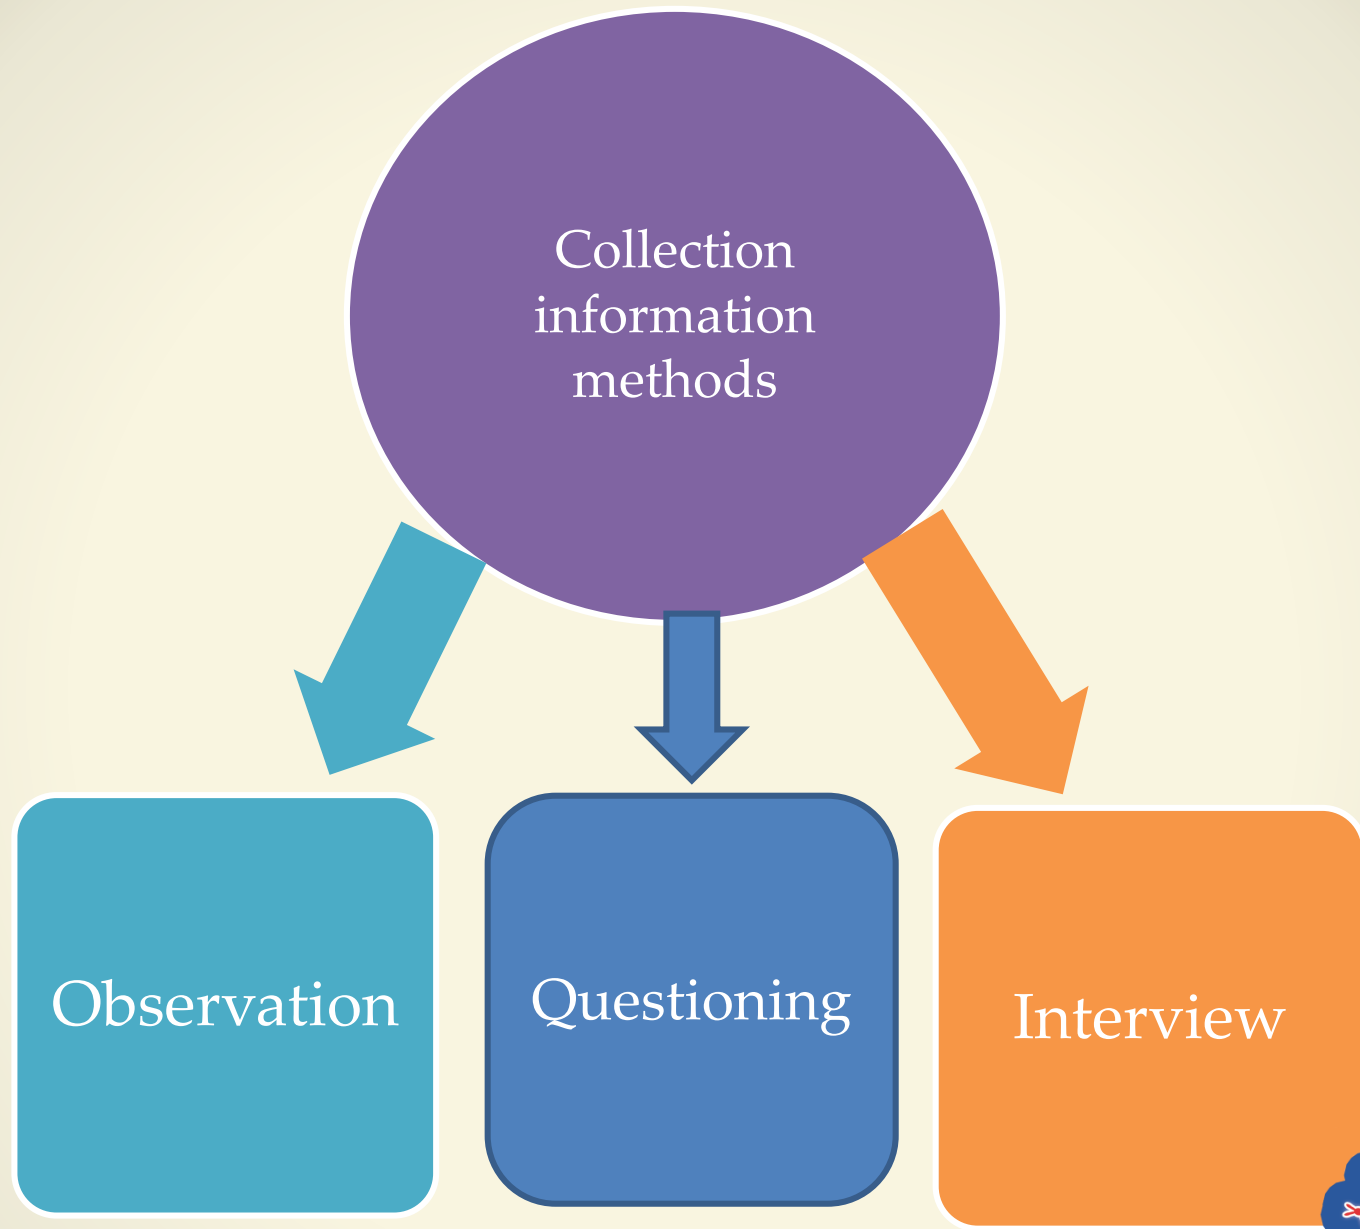 Collection
information
methods
Observation
Questioning
Interview